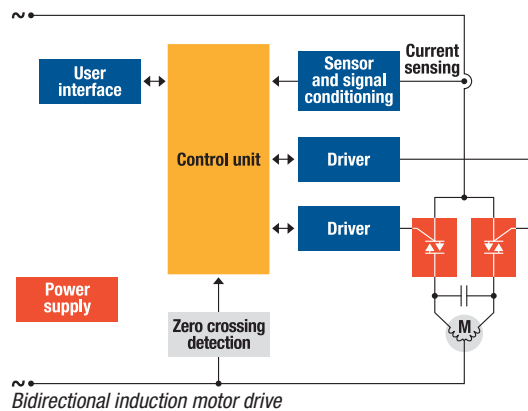 ~
Current
sensing
User
interface
Sensor
and signal
conditioning
Control unit
Driver
Driver
Power
supply
Zero crossing
detection
M
~
Bidirectional induction motor drive